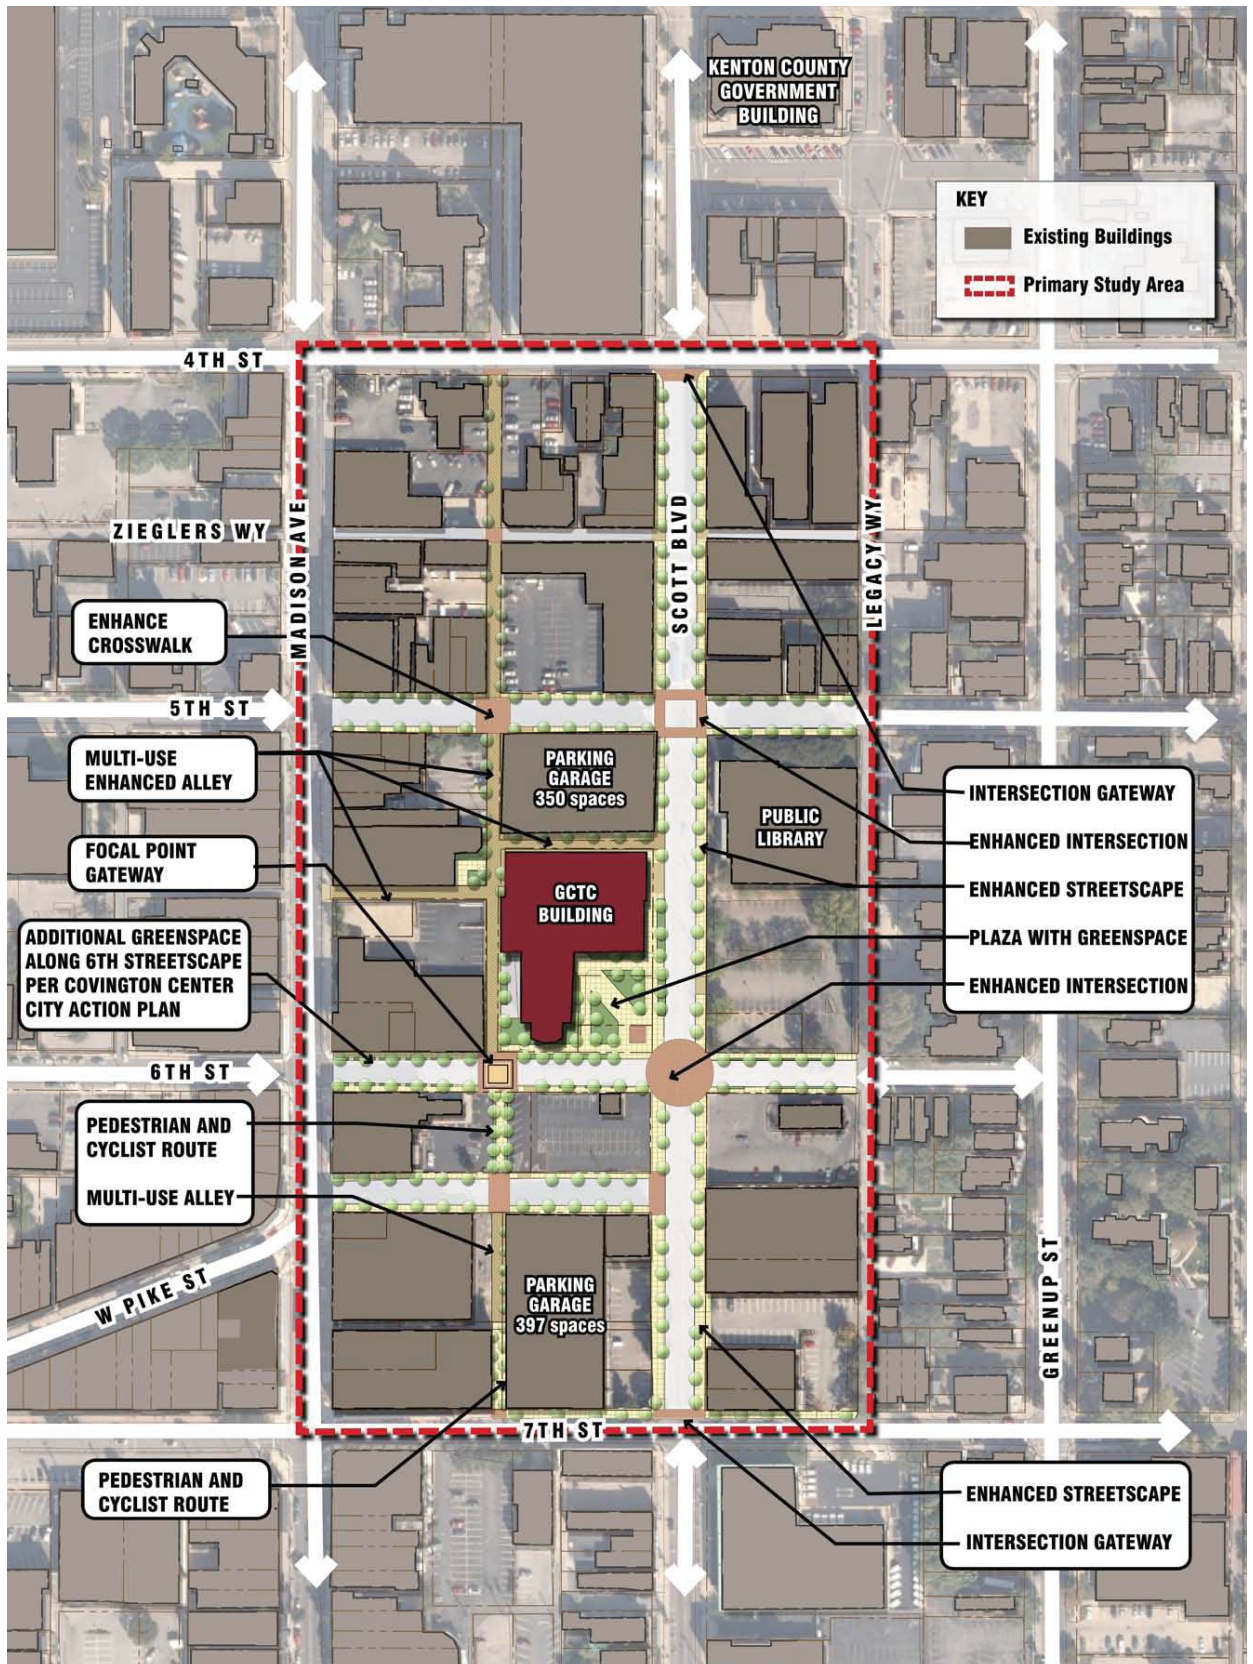 KENTON COUNTY
GOVERNMENT
BUILDING
KEY
Existing Buildings
Primary Study Area
4TH ST
ZIEGLERS WY
MADISON AVE
SCOTT BLVD
LEGACY WY
ENHANCE
CROSSWALK
5TH ST
MULTI-USE
ENHANCED ALLEY
PARKING
GARAGE
350 spaces
PUBLIC
LIBRARY
INTERSECTION GATEWAY
ENHANCED INTERSECTION
ENHANCED STREETSCAPE
PLAZA WITH GREENSPACE
ENHANCED INTERSECTION
FOCAL POINT
GATEWAY
GCTC
BUILDING
ADDITIONAL GREENSPACE
ALONG 6TH STREETSCAPE
PER COVINGTON CENTER
CITY ACTION PLAN
6TH ST
PEDESTRIAN AND
CYCLIST ROUTE
MULTI-USE ALLEY
W PIKE ST
PARKING
GARAGE
397 spaces
GREENUP ST
7TH ST
PEDESTRIAN AND
CYCLIST ROUTE
ENHANCED STREETSCAPE
INTERSECTION GATEWAY